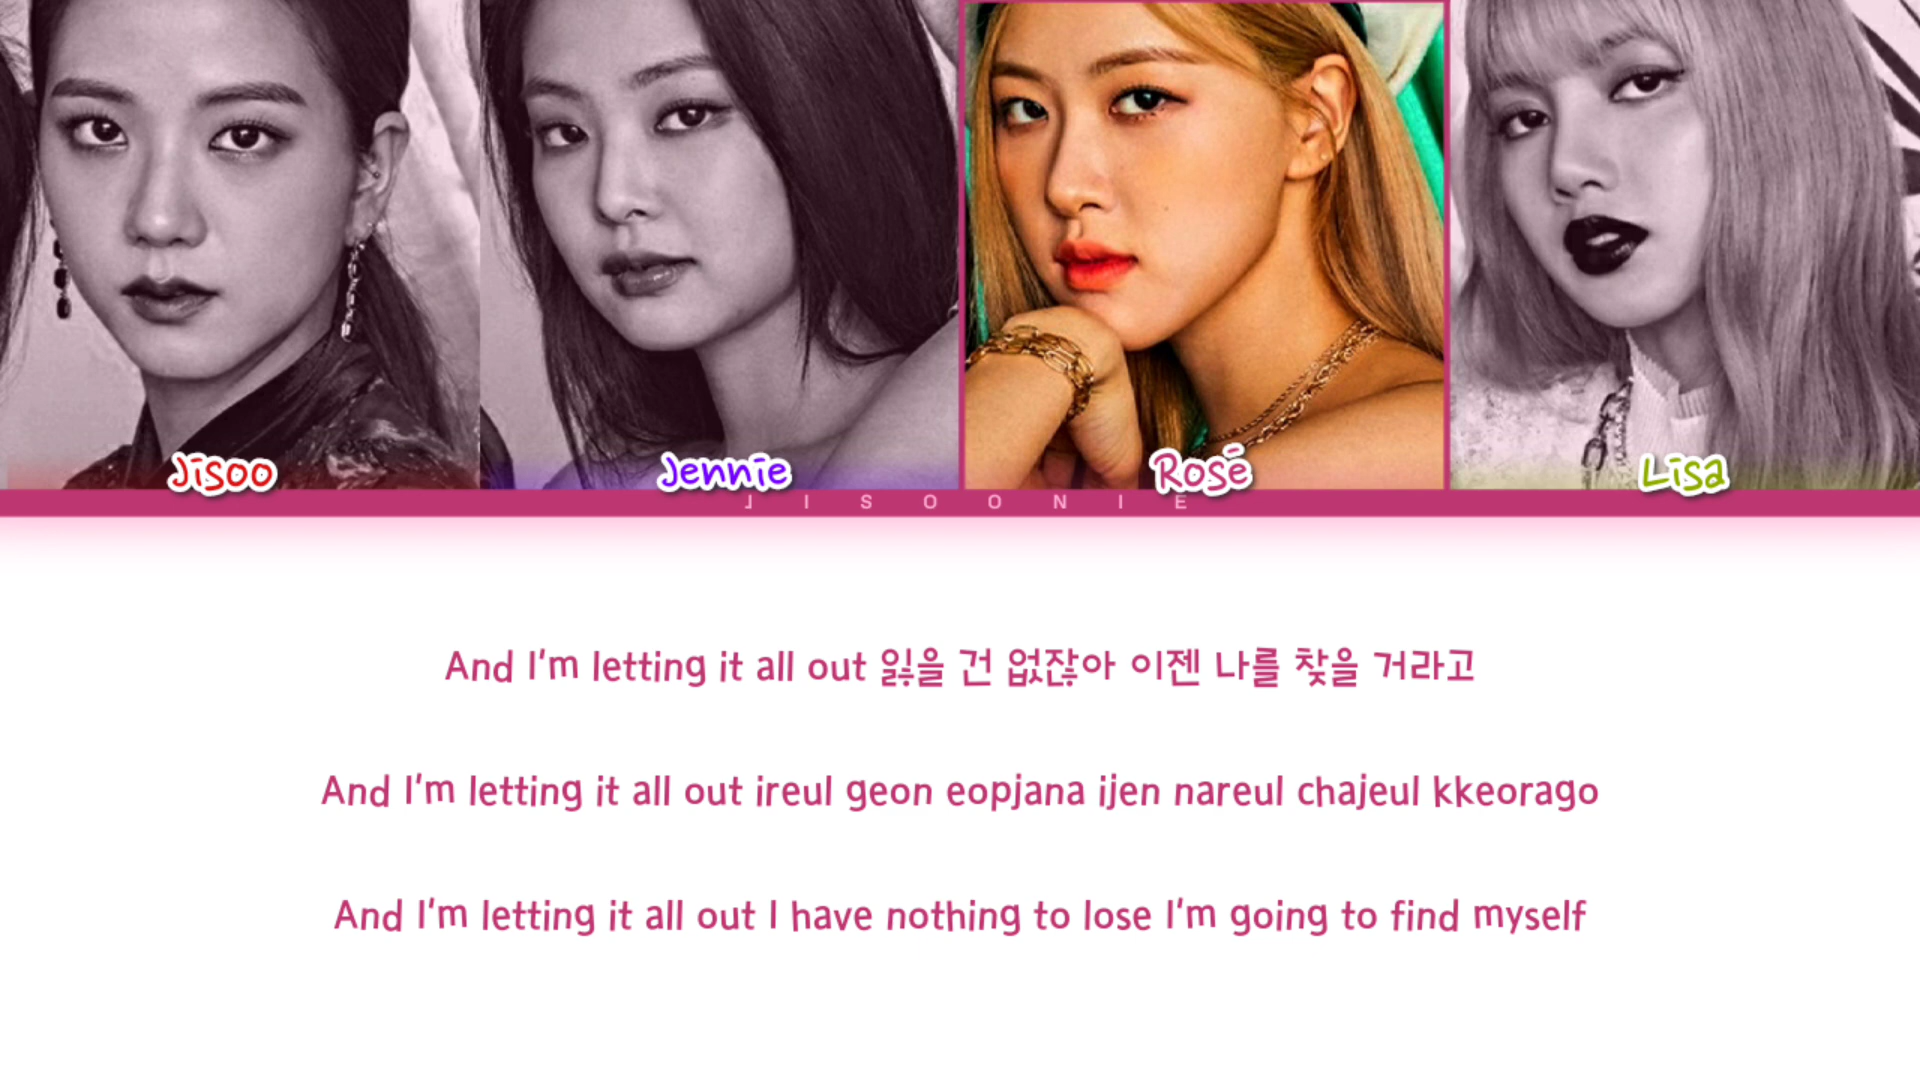 Jisoo
Jennie
Rosé
Lisa
JISOONIE
And I'm letting it all out 잃을 건 없잖아 이젠 나를 찾을 거라고
And I'm letting it all out ireul geon eopjana ijen nareul chajeul kkeorago
And I'm letting it all out I have nothing to lose I'm going to find myself